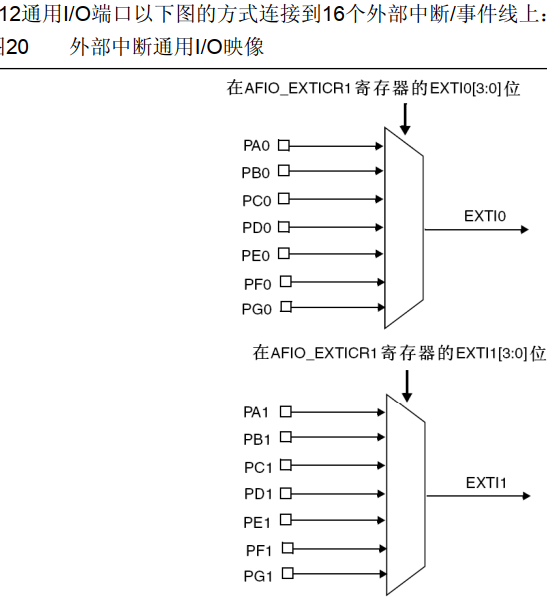 12通用I/O端口以下图的方式连接到16个外部中断/事件线上：
图20 外部中断通用I/O映像
在AFIO_EXTICR1寄存器的EXTI0[3:0]位
PA0
PB0
PC0
PD0
PE0
PF0
PG0
EXTI0
在AFIO_EXTICR1寄存器的EXTI1[3:0]位
PA1
PB1
PC1
PD1
PE1
PF1
PG1
EXTI1